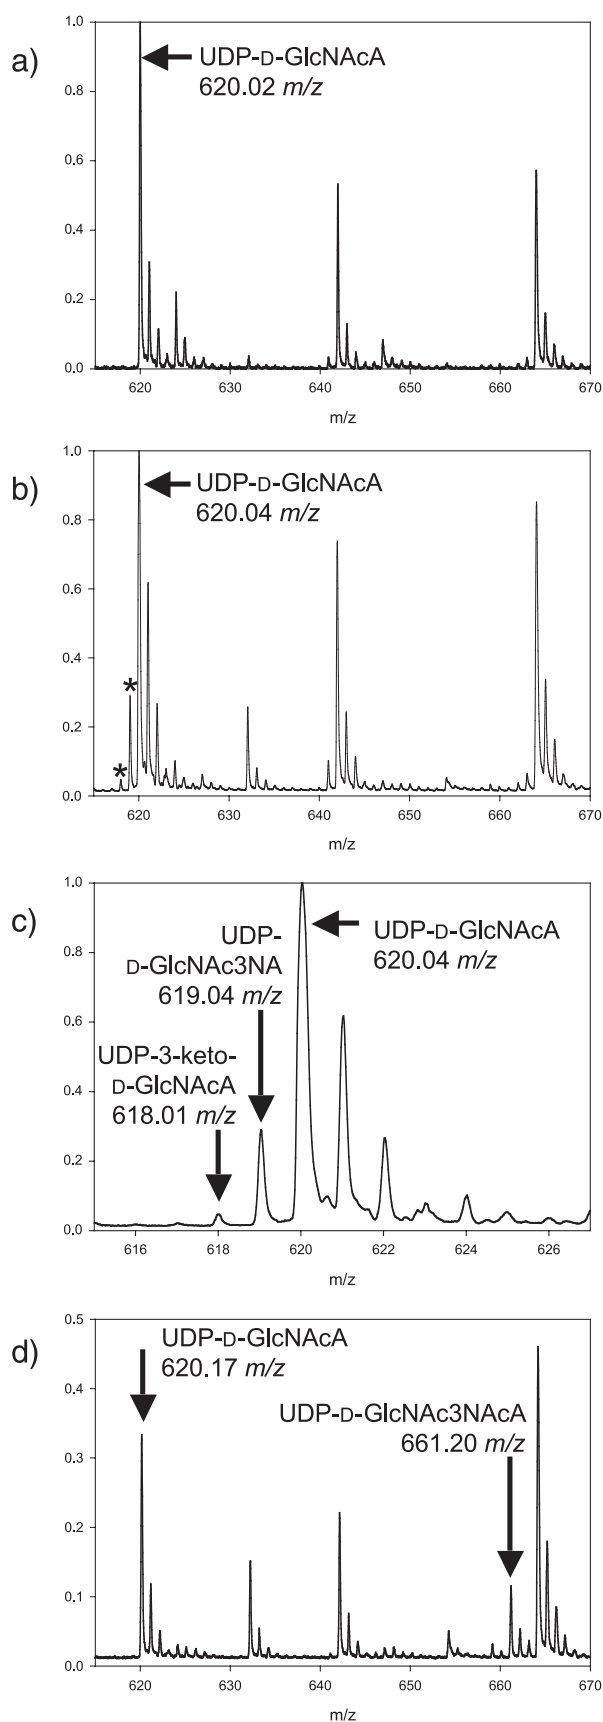 a)
UDP-D-GlcNAcA
620.02 m/z
1.0
0.8
0.6
0.4
0.2
0.0
620 630 640 650 660 670
m/z
b)
UDP-D-GlcNAcA
620.04 m/z
*
*
1.0
0.8
0.6
0.4
0.2
0.0
620 630 640 650 660 670
m/z
c)
UDP-D-GlcNAcA
620.04 m/z
UDP-
D-GlcNAc3NA
619.04 m/z
UDP-3-keto-
D-GlcNAcA
618.01 m/z
1.0
0.8
0.6
0.4
0.2
0.0
616 618 620 622 624 626
m/z
d)
UDP-D-GlcNAcA
620.17 m/z
UDP-D-GlcNAc3NAcA
661.20 m/z
0.5
0.4
0.3
0.2
0.1
0.0
620 630 640 650 660 670
m/z